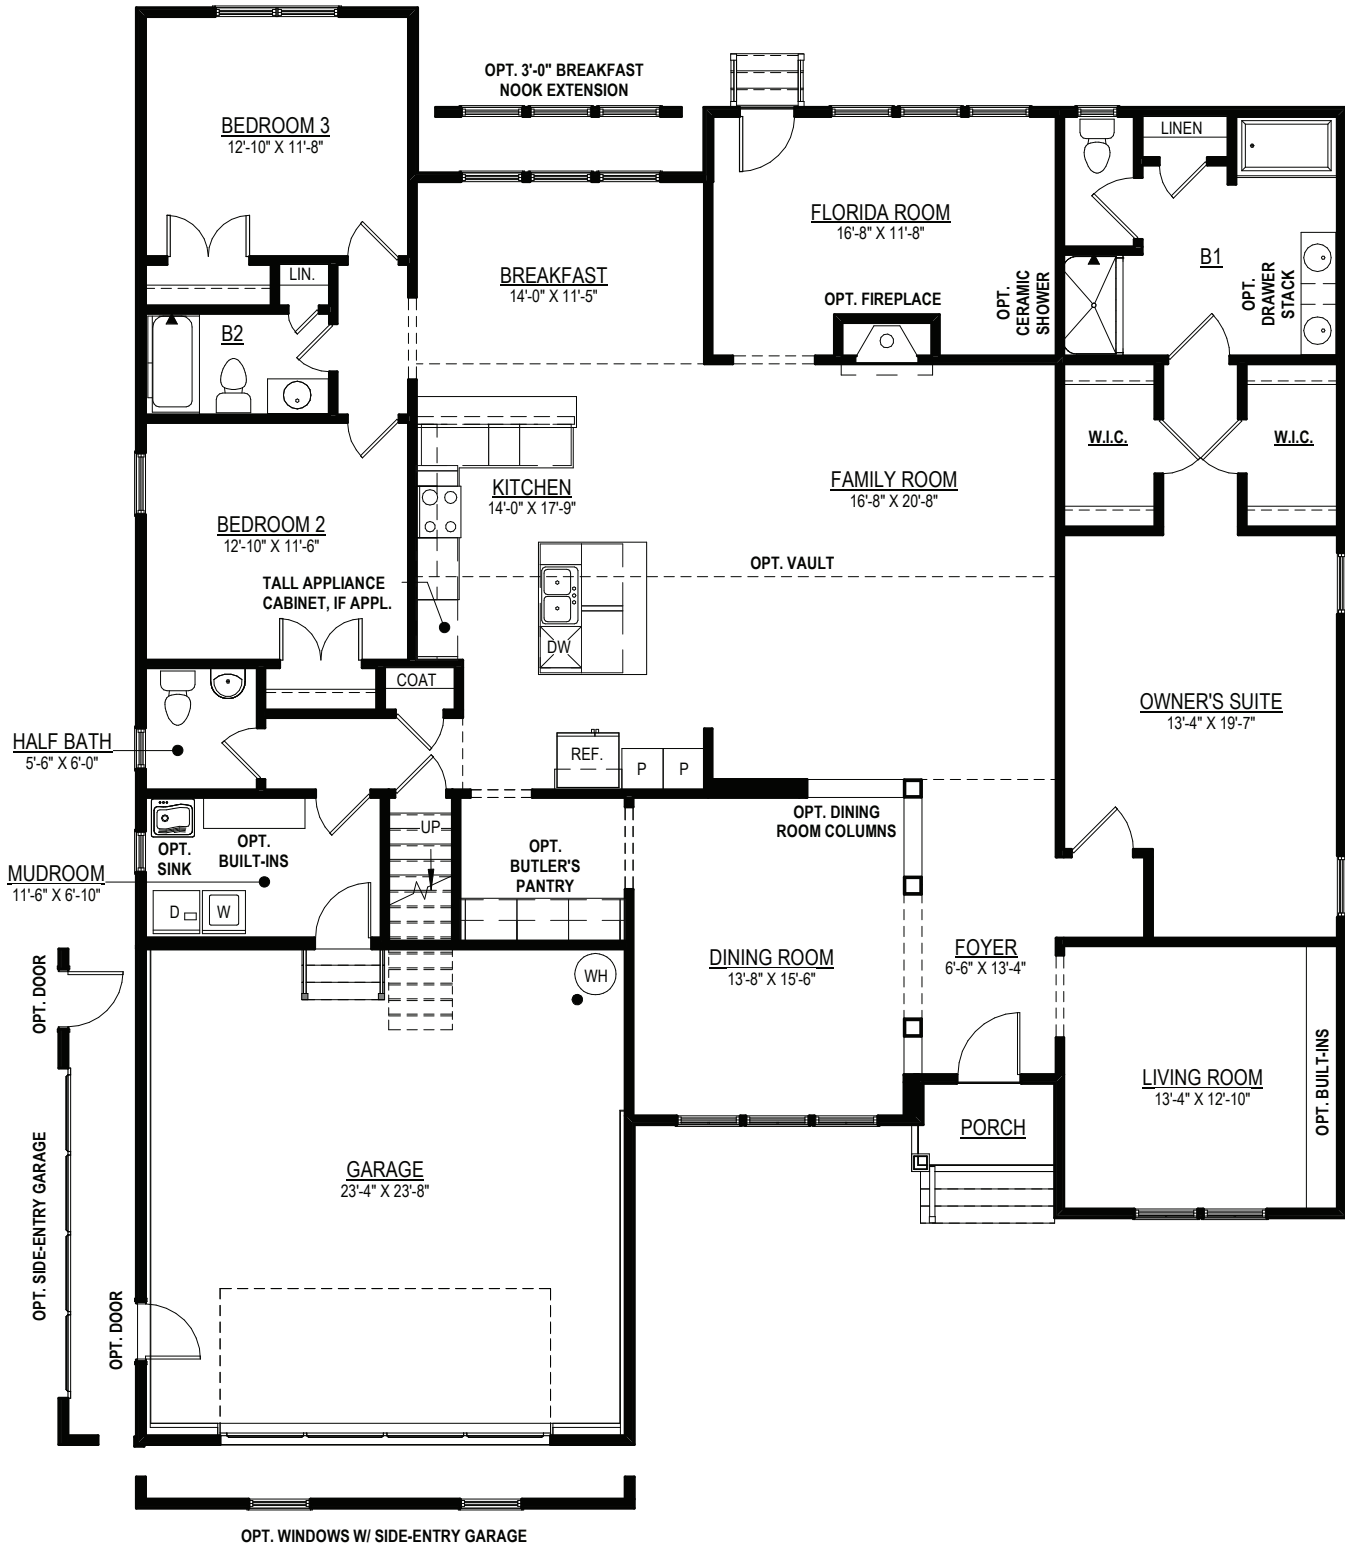 OPT. 3'-0" BREAKFAST
NOOK EXTENSION
BEDROOM 3
12'-10" X 11'-8"
LINEN
FLORIDA ROOM
16'-8" X 11'-8"
B1
LIN.
BREAKFAST
14'-0" X 11'-5"
OPT. FIREPLACE
OPT.
CERAMIC
SHOWER
OPT.
DRAWER
STACK
B2
W.I.C.
W.I.C.
KITCHEN
14'-0" X 17'-9"
FAMILY ROOM
16'-8" X 20'-8"
BEDROOM 2
12'-10" X 11'-6"
OPT. VAULT
TALL APPLIANCE
CABINET, IF APPL.
DW
COAT
OWNER'S SUITE
13'-4" X 19'-7"
HALF BATH
5'-6" X 6'-0"
REF.
P
P
OPT.
SINK
OPT.
BUILT-INS
UP
OPT.
BUTLER'S
PANTRY
OPT. DINING
ROOM COLUMNS
MUDROOM
11'-6" X 6'-10"
D
W
DINING ROOM
13'-8" X 15'-6"
FOYER
6'-6" X 13'-4"
WH
OPT. DOOR
LIVING ROOM
13'-4" X 12'-10"
OPT. BUILT-INS
PORCH
GARAGE
23'-4" X 23'-8"
OPT. SIDE-ENTRY GARAGE
OPT. DOOR
OPT. WINDOWS W/ SIDE-ENTRY GARAGE